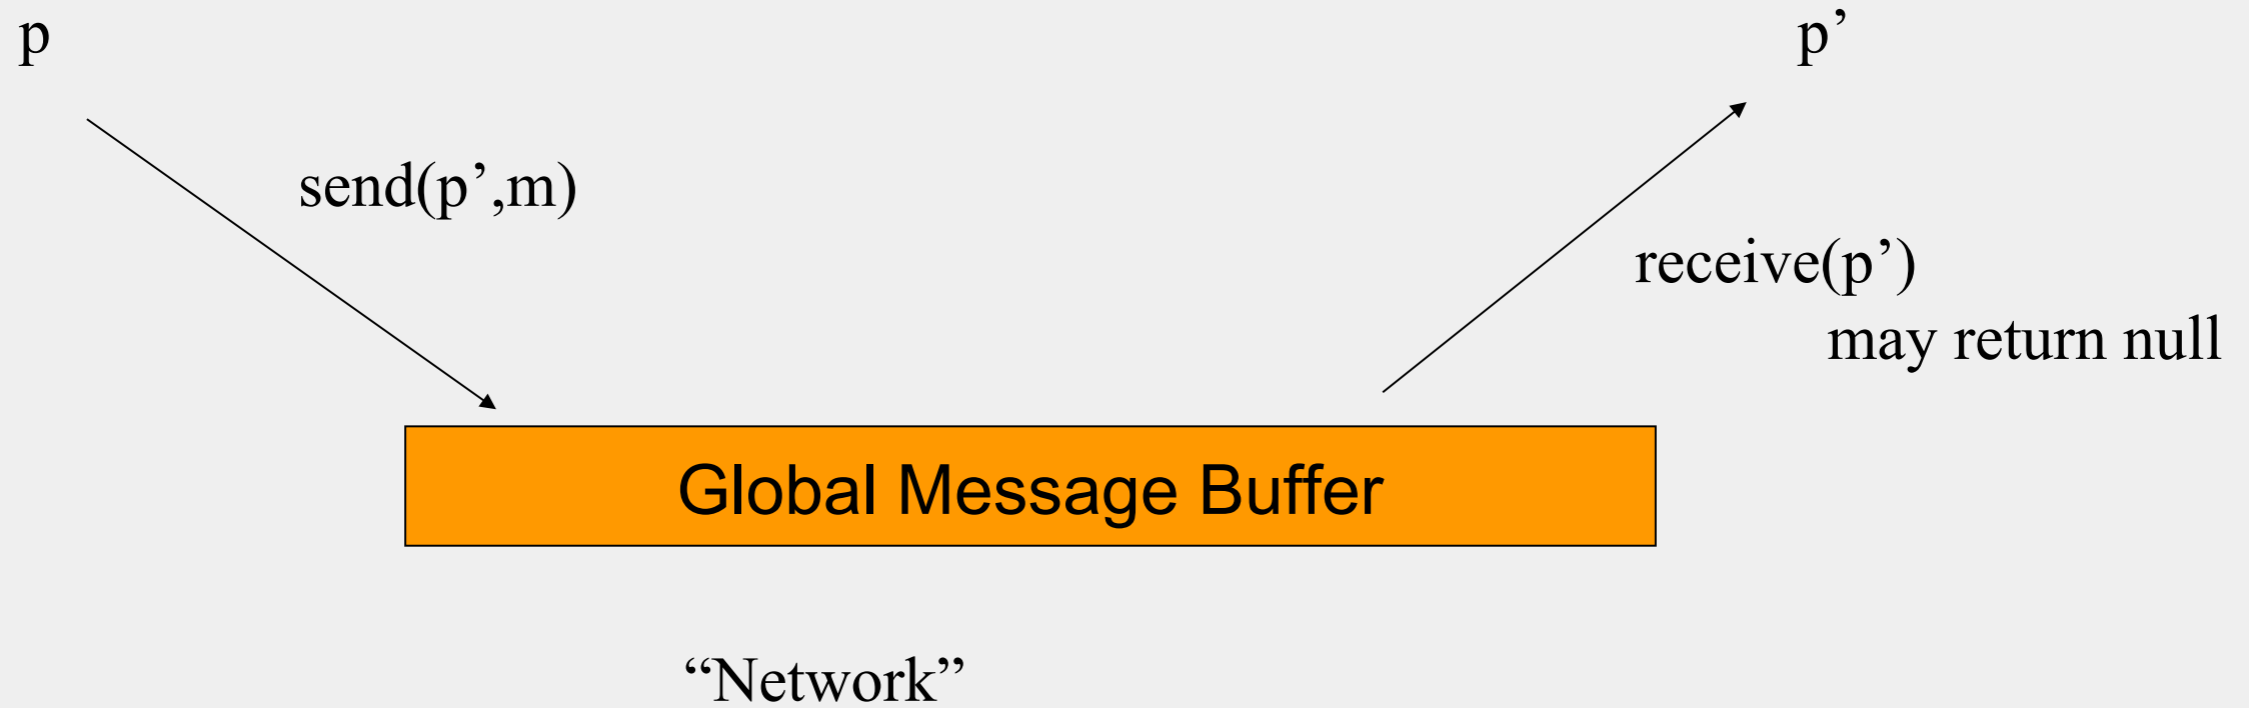 p
p’
send(p’,m)
receive(p’)
may return null
Global Message Buffer
“Network”